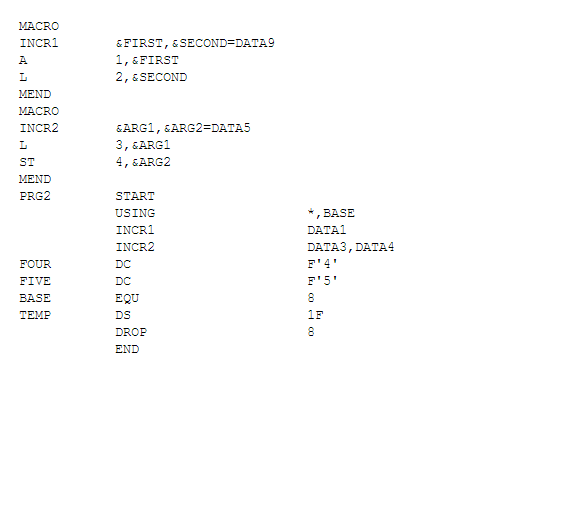 MACRO
INCR1 &FIRST,&SECOND=DATA9
A 1,&FIRST
L 2,&SECOND
MEND
MACRO
INCR2 &ARG1,&ARG2=DATA5
L 3,&ARG1
ST 4,&ARG2
MEND
PRG2 START
USING *,BASE
INCR1 DATA1
INCR2 DATA3,DATA4
FOUR DC F'4'
FIVE DC F'5'
BASE EQU 8
TEMP DS 1F
DROP 8
END